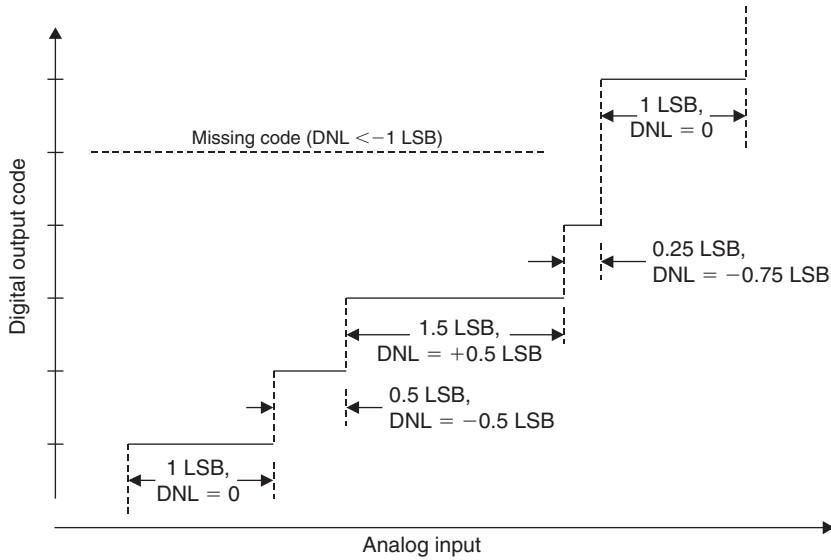 1 LSB,
DNL = 0
Missing code (DNL <−1 LSB)
0.25 LSB,
DNL = −0.75 LSB
1.5 LSB,
DNL = +0.5 LSB
0.5 LSB,
DNL = −0.5 LSB
1 LSB,
DNL = 0
Digital output code
Analog input